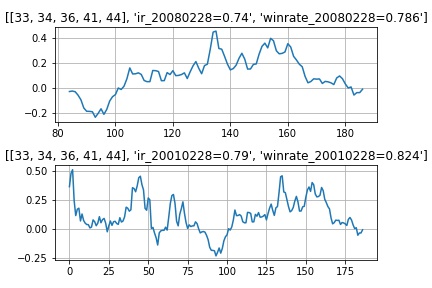 [[33, 34, 36, 41, 44], 'ir_20080228=0.74', 'winrate_20080228=0.786']
0.4
0.2
0.0
−0.2
80 100 120 140 160 180
[[33, 34, 36, 41, 44], 'ir_20010228=0.79', 'winrate_20010228=0.824']
0.50
0.25
0.00
−0.25
0 25 50 75 100 125 150 175